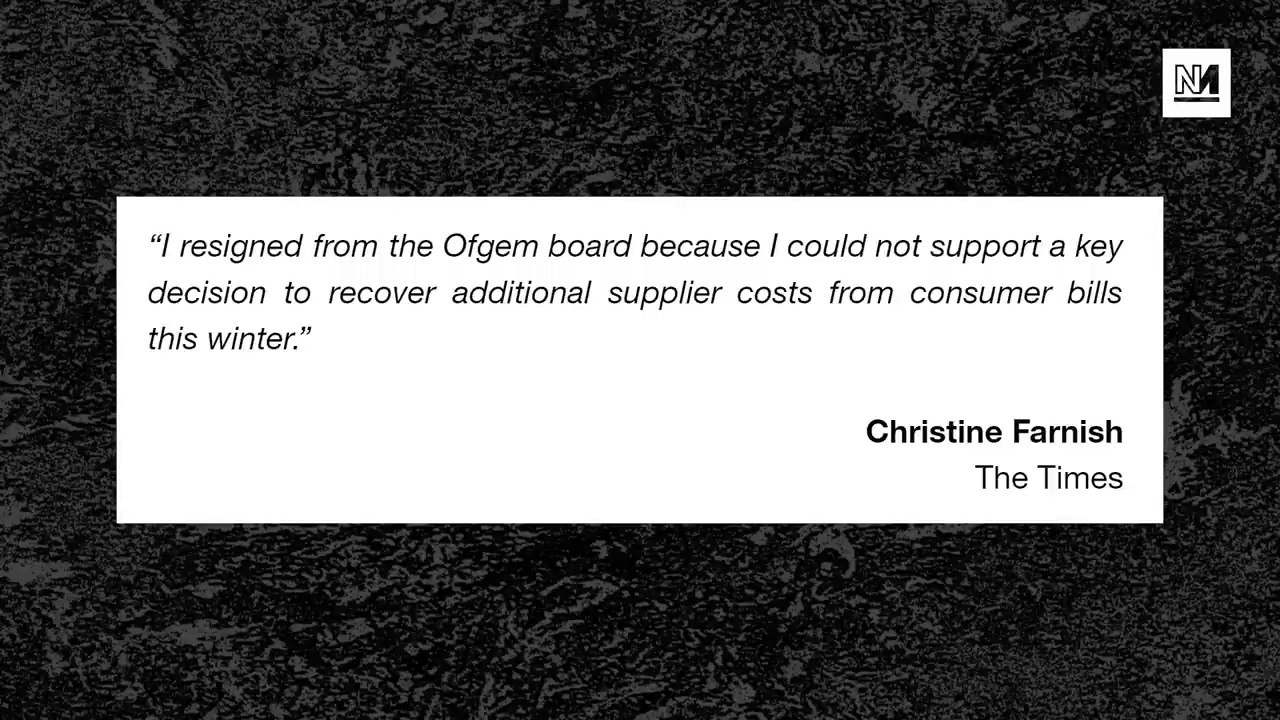 “I resigned from the Ofgem board because I could not support a key
decision to recover additional supplier costs from consumer bills
this winter.”
Christine Farnish
The Times